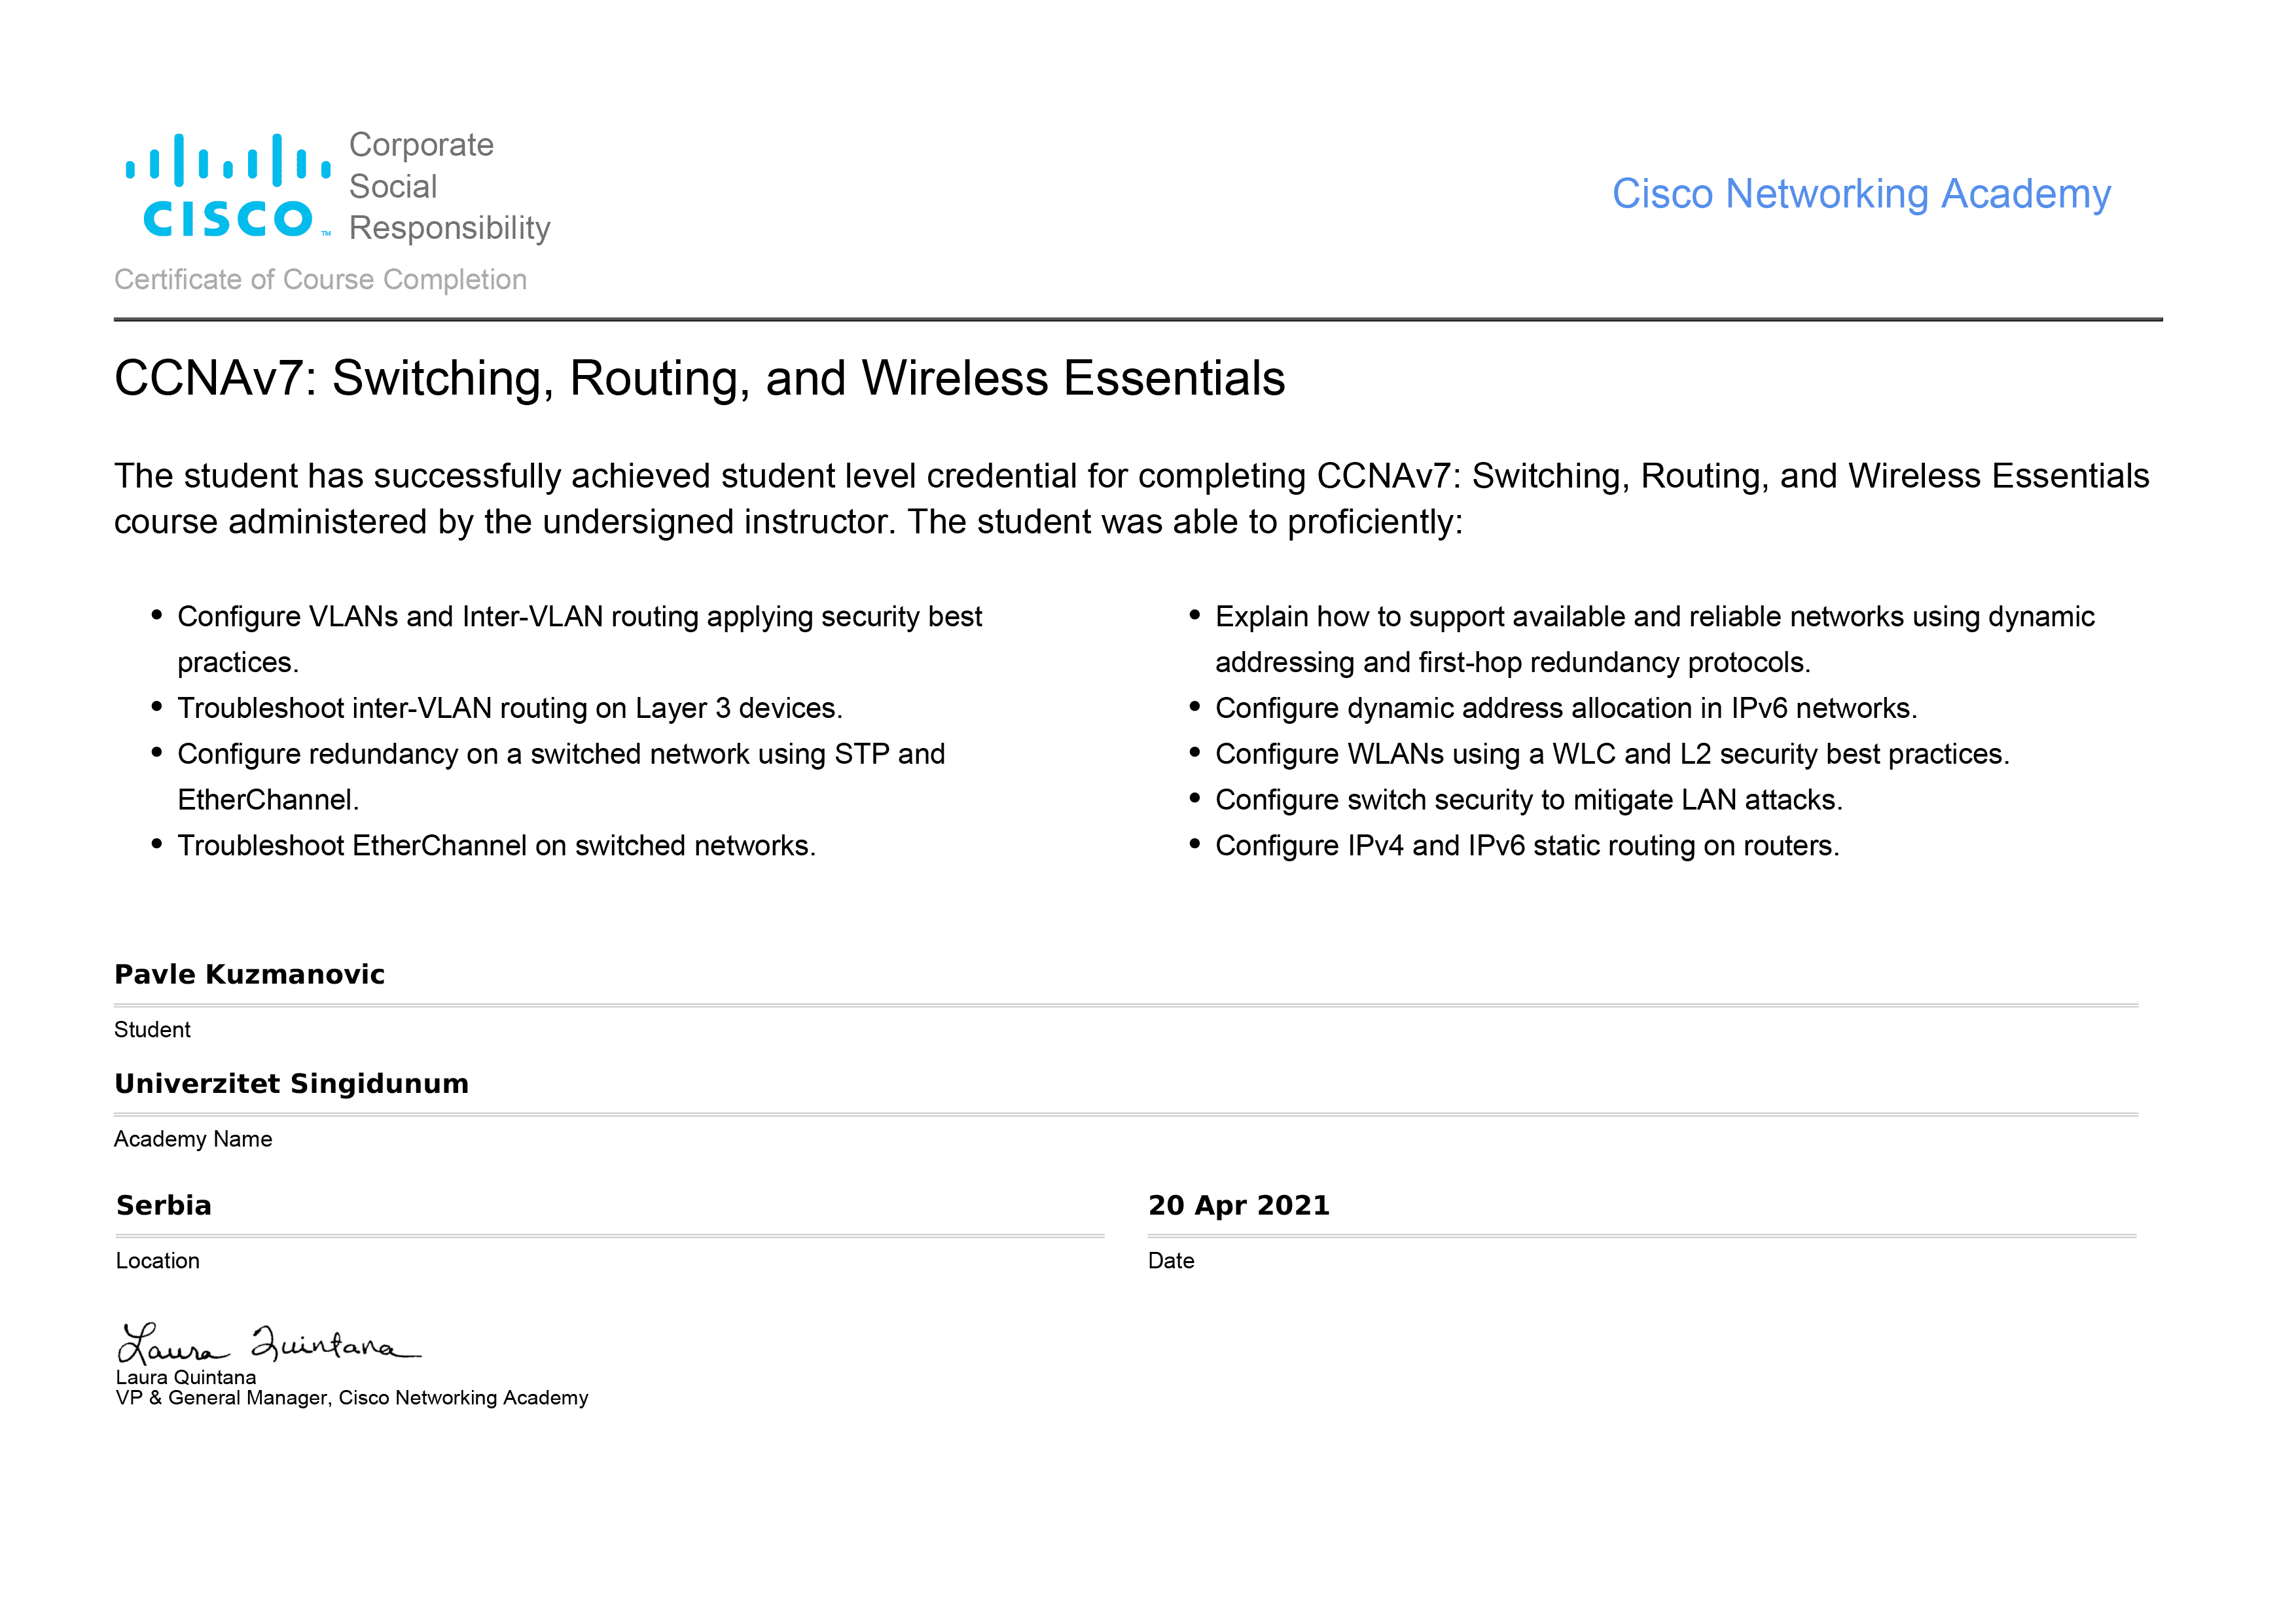 CISCO™
Corporate
Social
Responsibility
Cisco Networking Academy
Certificate of Course Completion
CCNAv7: Switching, Routing, and Wireless Essentials
The student has successfully achieved student level credential for completing CCNAv7: Switching, Routing, and Wireless Essentials
course administered by the undersigned instructor. The student was able to proficiently:
• Configure VLANs and Inter-VLAN routing applying security best
practices.
• Troubleshoot inter-VLAN routing on Layer 3 devices.
• Configure redundancy on a switched network using STP and
EtherChannel.
• Troubleshoot EtherChannel on switched networks.
• Explain how to support available and reliable networks using dynamic
addressing and first-hop redundancy protocols.
• Configure dynamic address allocation in IPv6 networks.
• Configure WLANs using a WLC and L2 security best practices.
• Configure switch security to mitigate LAN attacks.
• Configure IPv4 and IPv6 static routing on routers.
Pavle Kuzmanovic
Student
Univerzitet Singidunum
Academy Name
Serbia
Location
20 Apr 2021
Date
Laura Quintana
Laura Quintana
VP & General Manager, Cisco Networking Academy